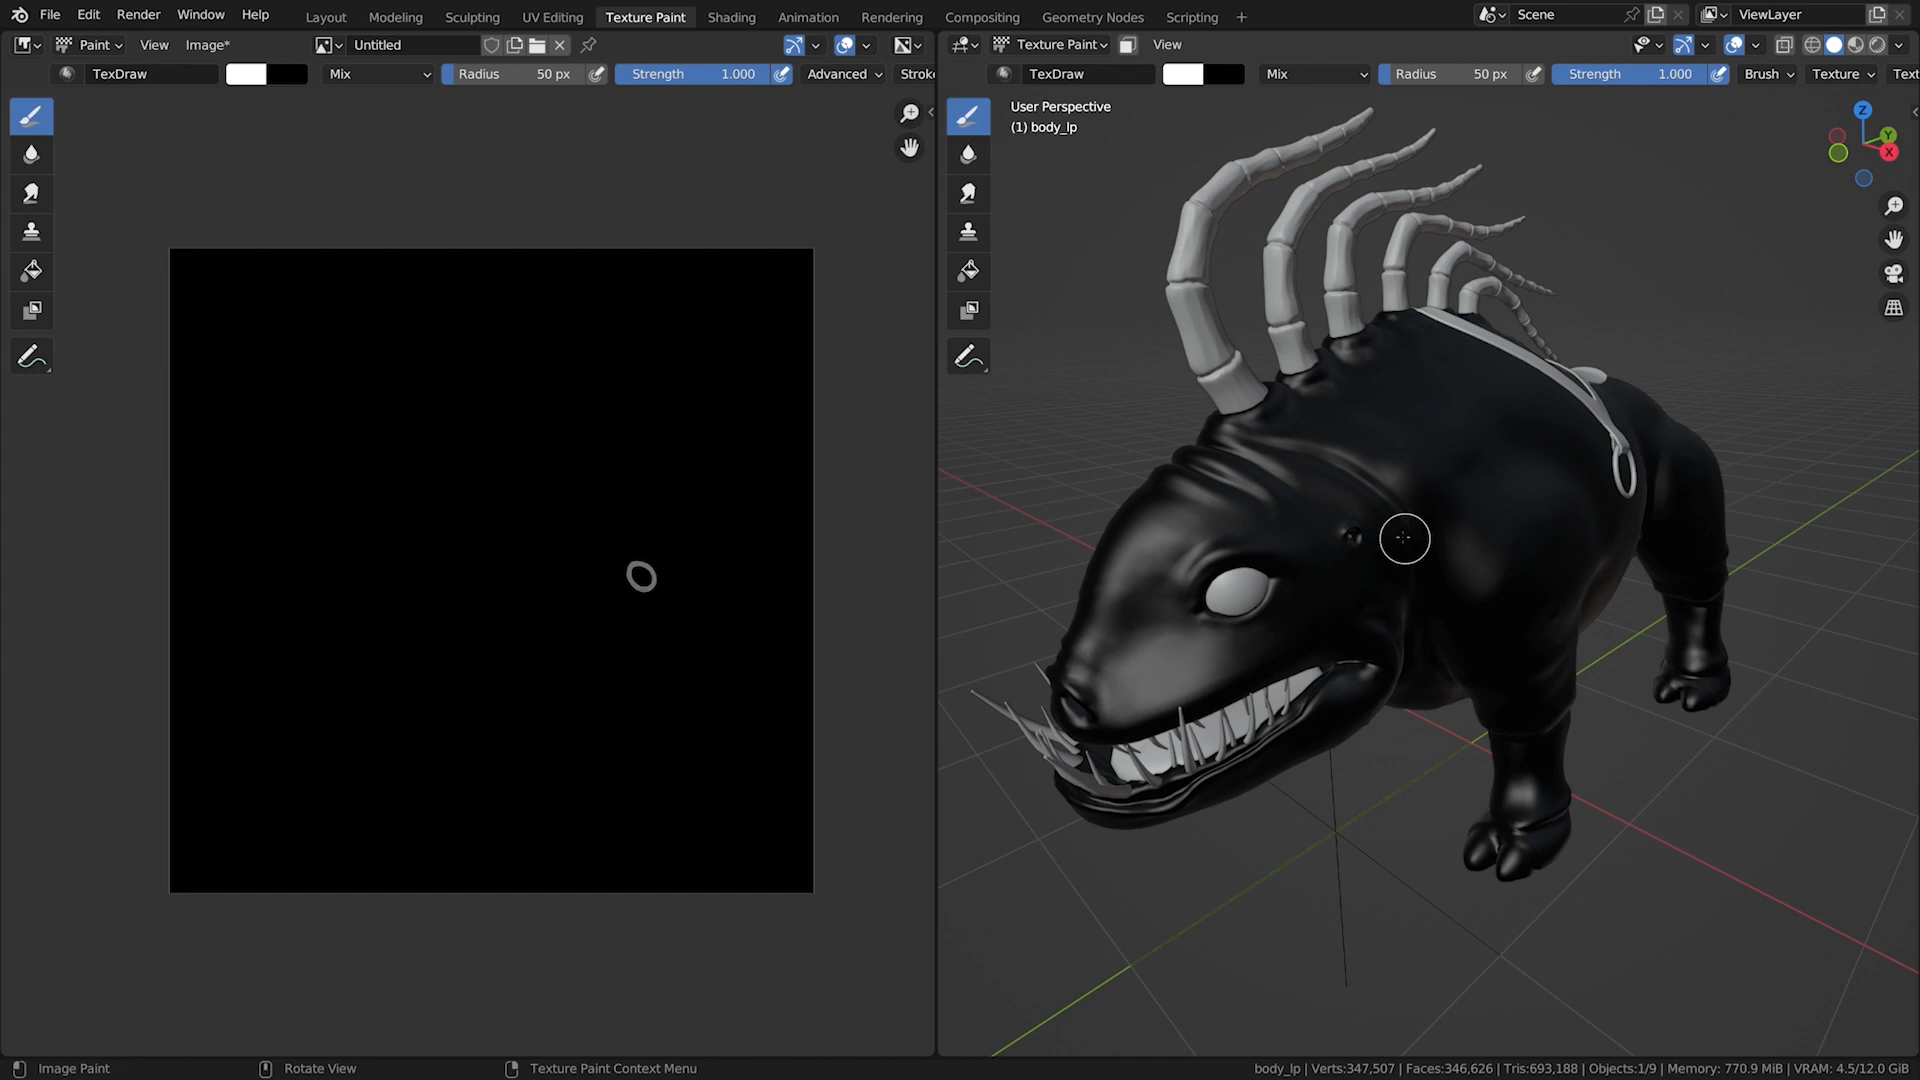 File Edit Render Window Help Layout Modeling Sculpting UV Editing Texture Paint Shading Animation Rendering Compositing Geometry Nodes Scripting + Scene ViewLayer
Paint View Image* Untitled Texture Paint View
TexDraw Mix Radius 50 px Strength 1.000 Advanced Stroke TexDraw Mix Radius 50 px Strength 1.000 Brush Texture Text
User Perspective
(1) body_lp
Z
Y
X
Image Paint Rotate View Texture Paint Context Menu body_lp | Verts:347,507 | Faces:346,626 | Tris:693,188 | Objects:1/9 | Memory: 770.9 MiB | VRAM: 4.5/12.0 GiB